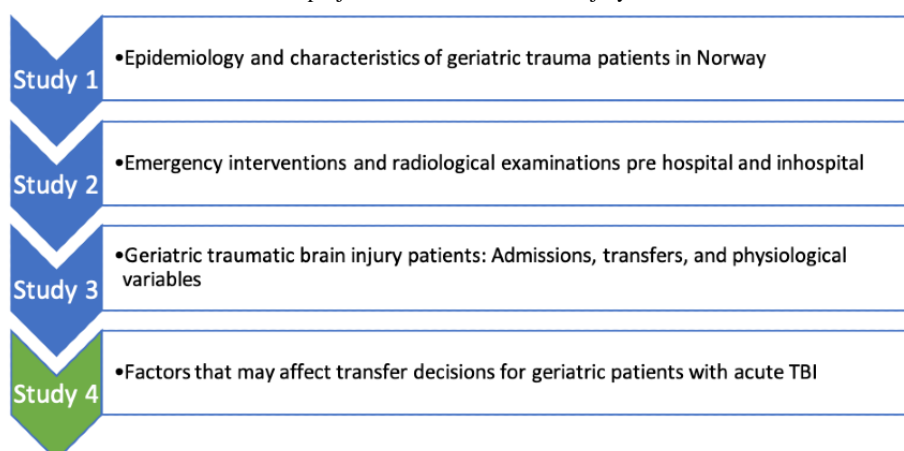 Study 1
•Epidemiology and characteristics of geriatric trauma patients in Norway
Study 2
•Emergency interventions and radiological examinations pre hospital and inhospital
Study 3
•Geriatric traumatic brain injury patients: Admissions, transfers, and physiological
variables
Study 4
•Factors that may affect transfer decisions for geriatric patients with acute TBI